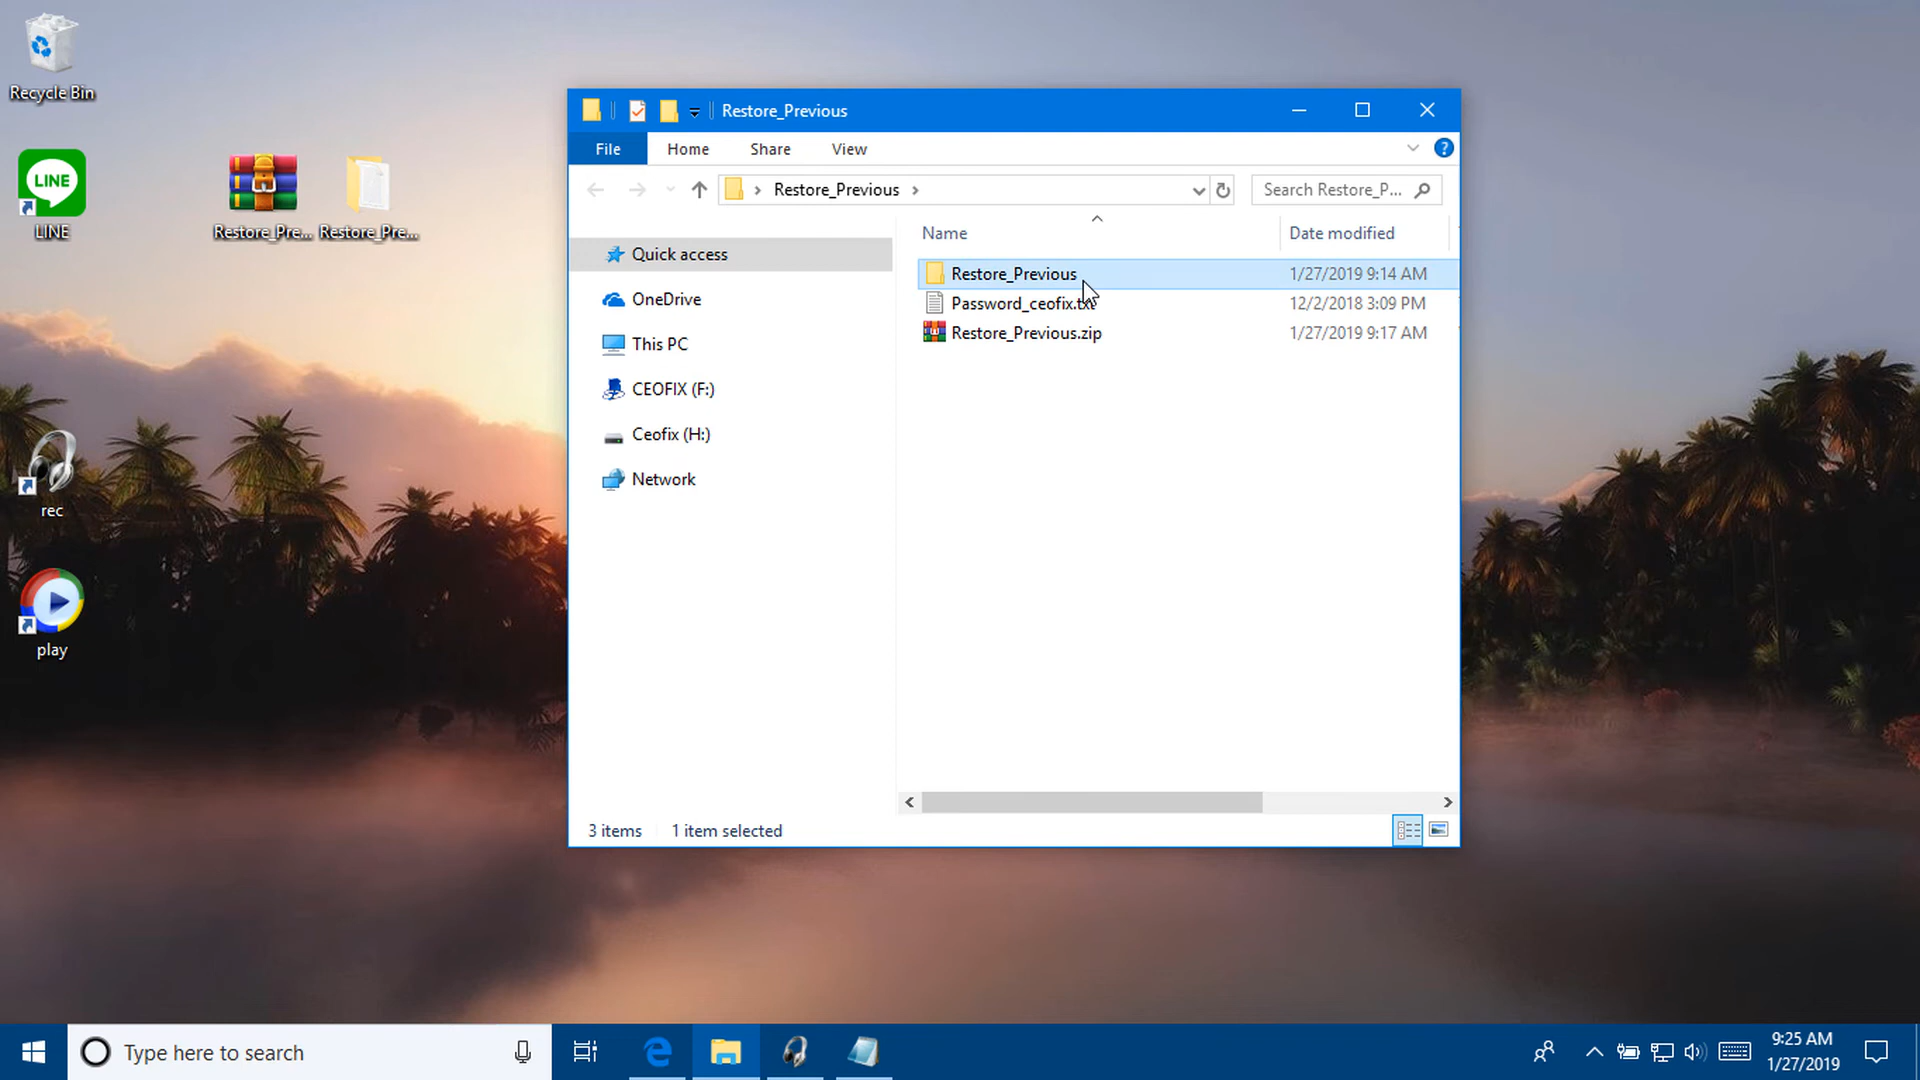 Recycle Bin
LINE
LINE
Restore_Pre...
Restore_Pre...
rec
play
Restore_Previous
File
Home
Share
View
Restore_Previous
Search Restore_P...
Quick access
OneDrive
This PC
CEOFIX (F:)
Ceofix (H:)
Network
Name
Date modified
Restore_Previous
1/27/2019 9:14 AM
Password_ceofix.txt
12/2/2018 3:09 PM
Restore_Previous.zip
1/27/2019 9:17 AM
3 items
1 item selected
Type here to search
9:25 AM
1/27/2019